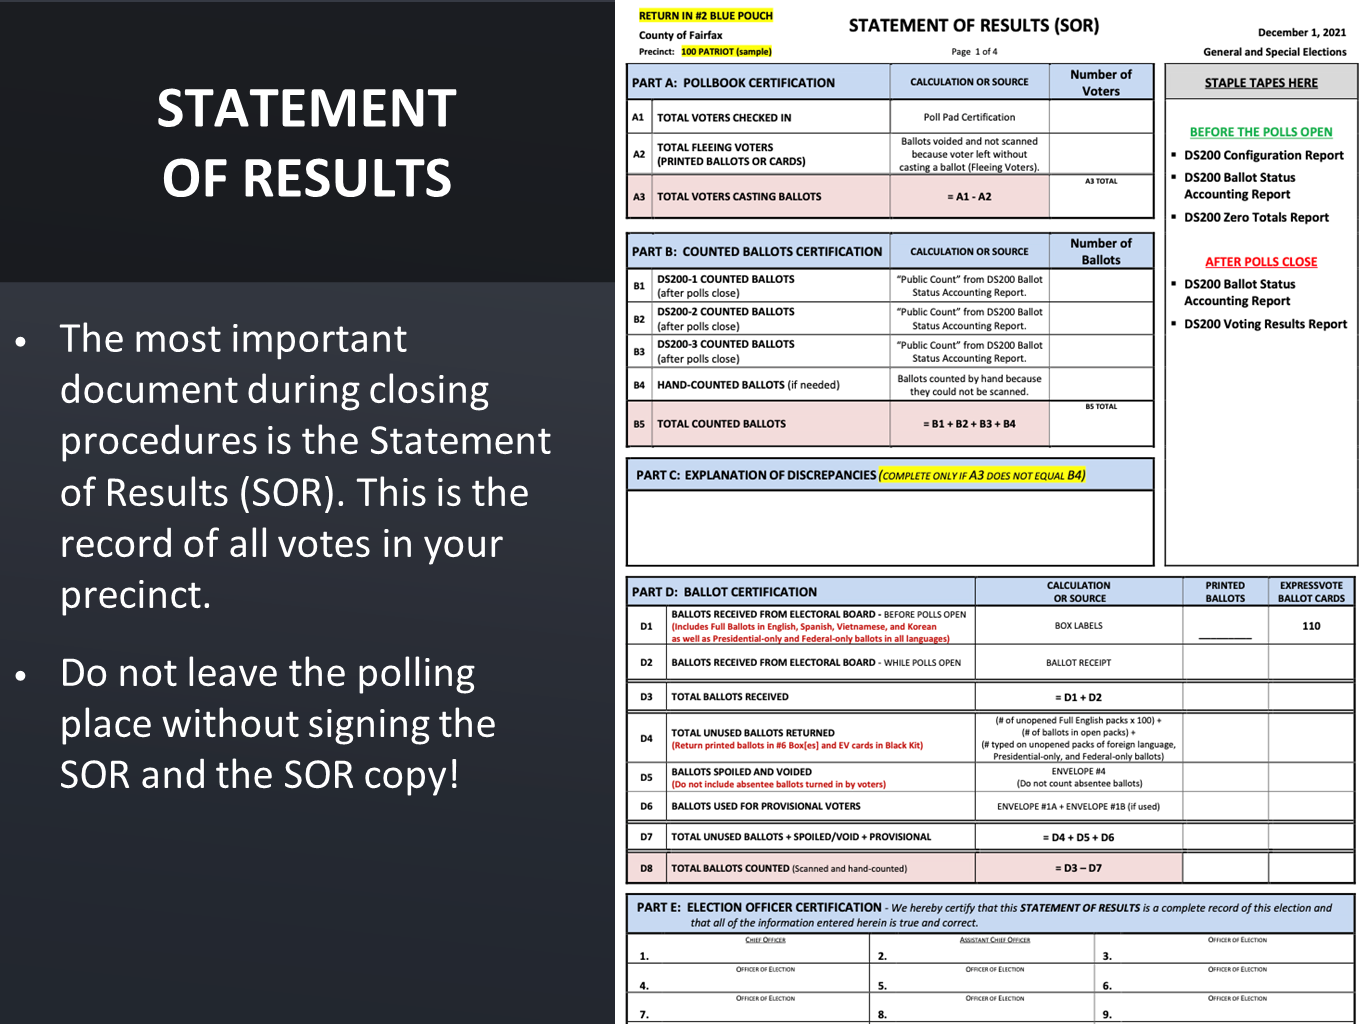 STATEMENT
OF RESULTS
• The most important
document during closing
procedures is the Statement
of Results (SOR). This is the
record of all votes in your
precinct.
• Do not leave the polling
place without signing the
SOR and the SOR copy!
RETURN IN #2 BLUE POUCH
County of Fairfax
Precinct: 100 PATRIOT (sample)
STATEMENT OF RESULTS (SOR)
Page 1 of 4
December 1, 2021
General and Special Elections
PART A: POLLBOOK CERTIFICATION
CALCULATION OR SOURCE
Number of
Voters
A1
TOTAL VOTERS CHECKED IN
Poll Pad Certification
A2
TOTAL FLEEING VOTERS
(PRINTED BALLOTS OR CARDS)
Ballots voided and not scanned
because voter left without
casting a ballot (Fleeing Voters).
A3
TOTAL VOTERS CASTING BALLOTS
= A1 - A2
A3 TOTAL
PART B: COUNTED BALLOTS CERTIFICATION
CALCULATION OR SOURCE
Number of
Ballots
B1
DS200-1 COUNTED BALLOTS
(after polls close)
“Public Count” from DS200 Ballot
Status Accounting Report.
B2
DS200-2 COUNTED BALLOTS
(after polls close)
“Public Count” from DS200 Ballot
Status Accounting Report.
B3
DS200-3 COUNTED BALLOTS
(after polls close)
“Public Count” from DS200 Ballot
Status Accounting Report.
B4
HAND-COUNTED BALLOTS (if needed)
Ballots counted by hand because
they could not be scanned.
B5
TOTAL COUNTED BALLOTS
= B1 + B2 + B3 + B4
B5 TOTAL
PART C: EXPLANATION OF DISCREPANCIES (COMPLETE ONLY IF A3 DOES NOT EQUAL B4)
STAPLE TAPES HERE
BEFORE THE POLLS OPEN
▪ DS200 Configuration Report
▪ DS200 Ballot Status
Accounting Report
▪ DS200 Zero Totals Report
AFTER POLLS CLOSE
▪ DS200 Ballot Status
Accounting Report
▪ DS200 Voting Results Report
PART D: BALLOT CERTIFICATION
CALCULATION
OR SOURCE
PRINTED
BALLOTS
EXPRESSVOTE
BALLOT CARDS
D1
BALLOTS RECEIVED FROM ELECTORAL BOARD - BEFORE POLLS OPEN
(Includes Full Ballots in English, Spanish, Vietnamese, and Korean
as well as Presidential-only and Federal-only ballots in all languages)
BOX LABELS
110
D2
BALLOTS RECEIVED FROM ELECTORAL BOARD - WHILE POLLS OPEN
BALLOT RECEIPT
D3
TOTAL BALLOTS RECEIVED
= D1 + D2
D4
TOTAL UNUSED BALLOTS RETURNED
(Return printed ballots in #6 Box[es] and EV cards in Black Kit)
(# of unopened Full English packs x 100) +
(# of ballots in open packs) +
(# typed on unopened packs of foreign language,
Presidential-only, and Federal-only ballots)
D5
BALLOTS SPOILED AND VOIDED
(Do not include absentee ballots turned in by voters)
ENVELOPE #4
(Do not count absentee ballots)
D6
BALLOTS USED FOR PROVISIONAL VOTERS
ENVELOPE #1A + ENVELOPE #1B (if used)
D7
TOTAL UNUSED BALLOTS + SPOILED/VOID + PROVISIONAL
= D4 + D5 + D6
D8
TOTAL BALLOTS COUNTED (Scanned and hand-counted)
= D3 – D7
PART E: ELECTION OFFICER CERTIFICATION - We hereby certify that this STATEMENT OF RESULTS is a complete record of this election and
that all of the information entered herein is true and correct.
CHIEF OFFICER
1.
ASSISTANT CHIEF OFFICER
2.
OFFICER OF ELECTION
3.
OFFICER OF ELECTION
4.
OFFICER OF ELECTION
5.
OFFICER OF ELECTION
6.
OFFICER OF ELECTION
7.
OFFICER OF ELECTION
8.
OFFICER OF ELECTION
9.